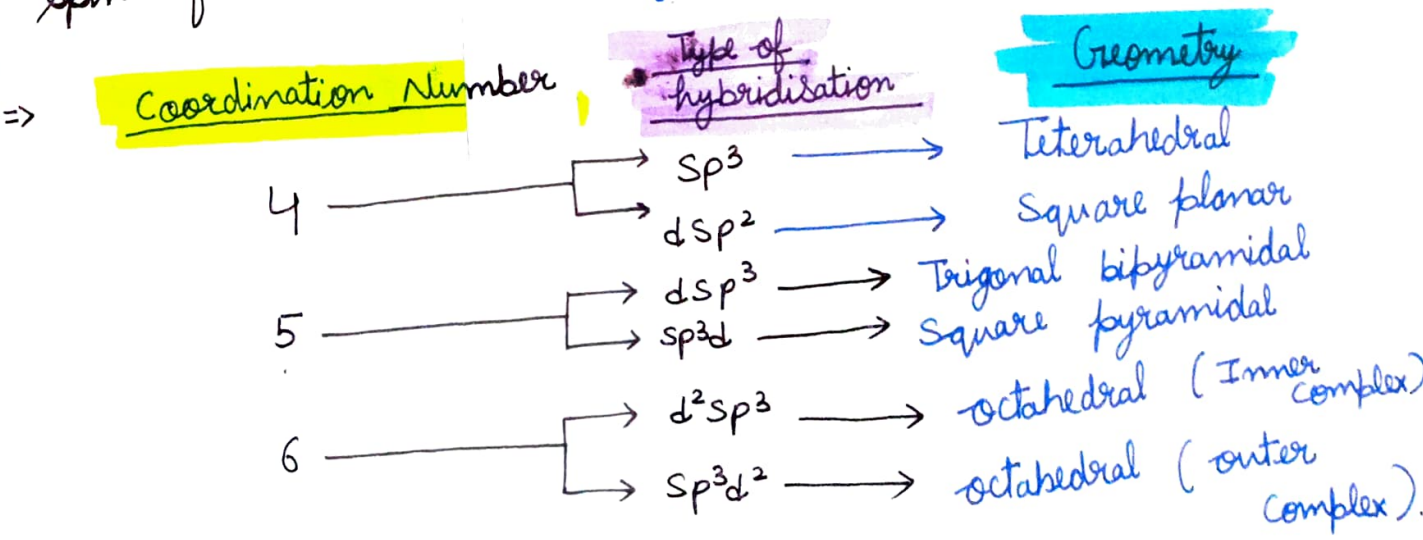 => Coordination Number Type of hybridisation Geometry
4 sp³ Teterahedral
dsp² Square planar
5 dsp³ Trigonal bipyramidal
sp³d Square pyramidal
6 d²sp³ octahedral (Inner complex)
sp³d² octahedral (outer complex).